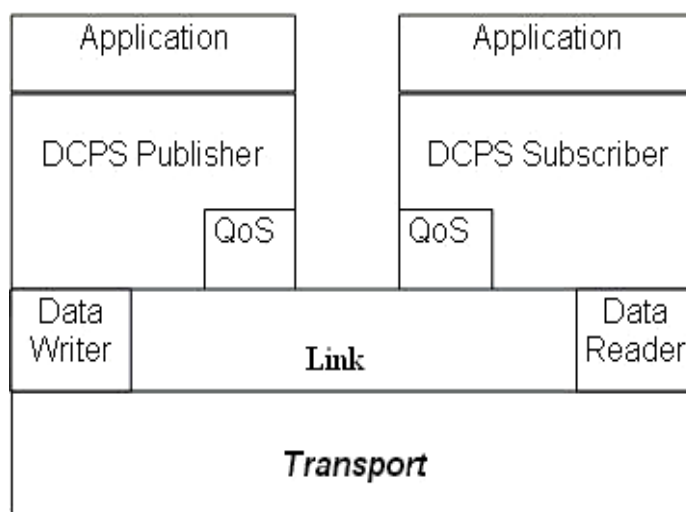 Application
Application
DCPS Publisher
DCPS Subscriber
QoS
QoS
Data
Writer
Link
Data
Reader
Transport